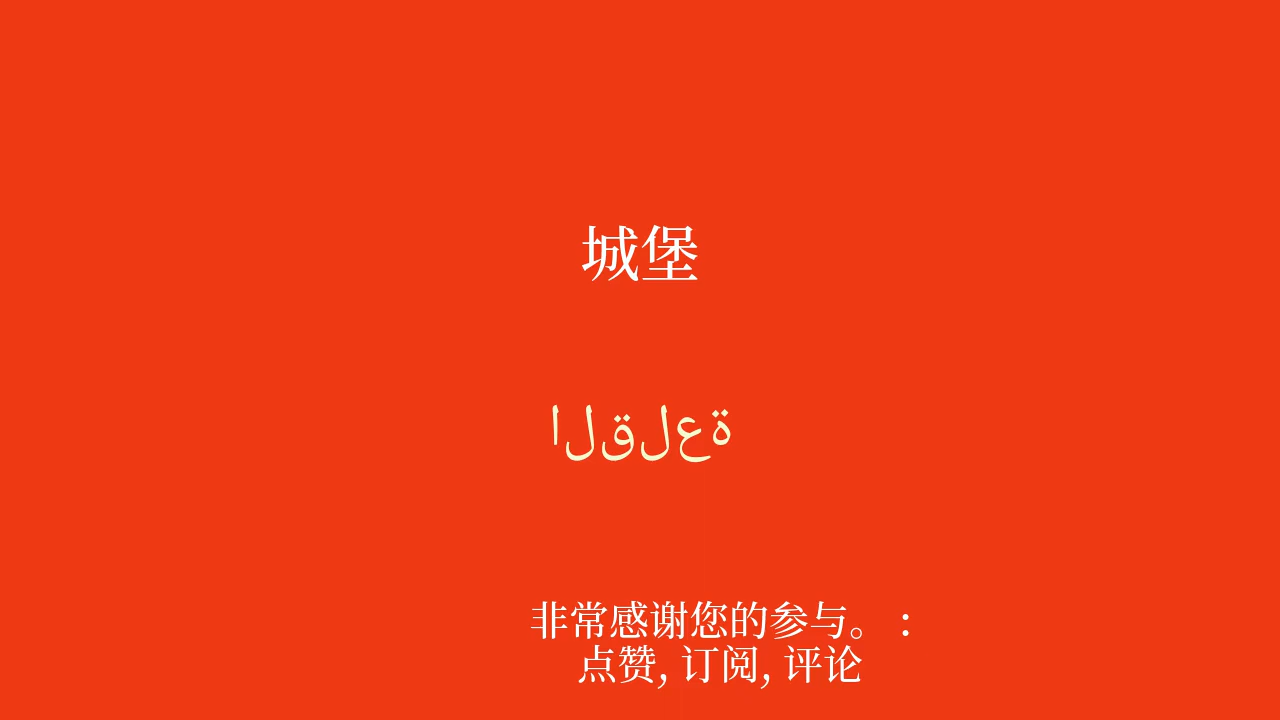 城堡
القلعة
非常感谢您的参与。 :
点赞, 订阅, 评论